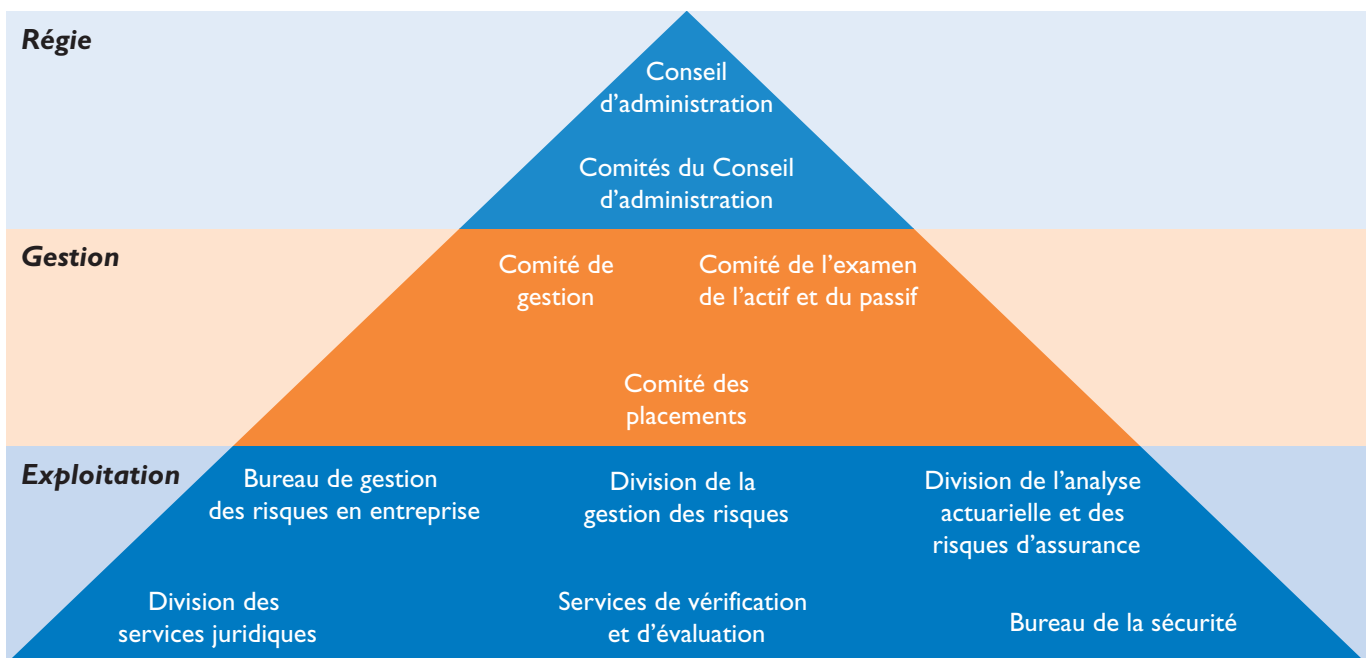 Régie
Conseil
d'administration
Comités du Conseil
d'administration
Gestion
Comité de
gestion
Comité de l'examen
de l'actif et du passif
Comité des
placements
Exploitation
Bureau de gestion
des risques en entreprise
Division de la
gestion des risques
Division de l'analyse
actuarielle et des
risques d'assurance
Division des
services juridiques
Services de vérification
et d'évaluation
Bureau de la sécurité